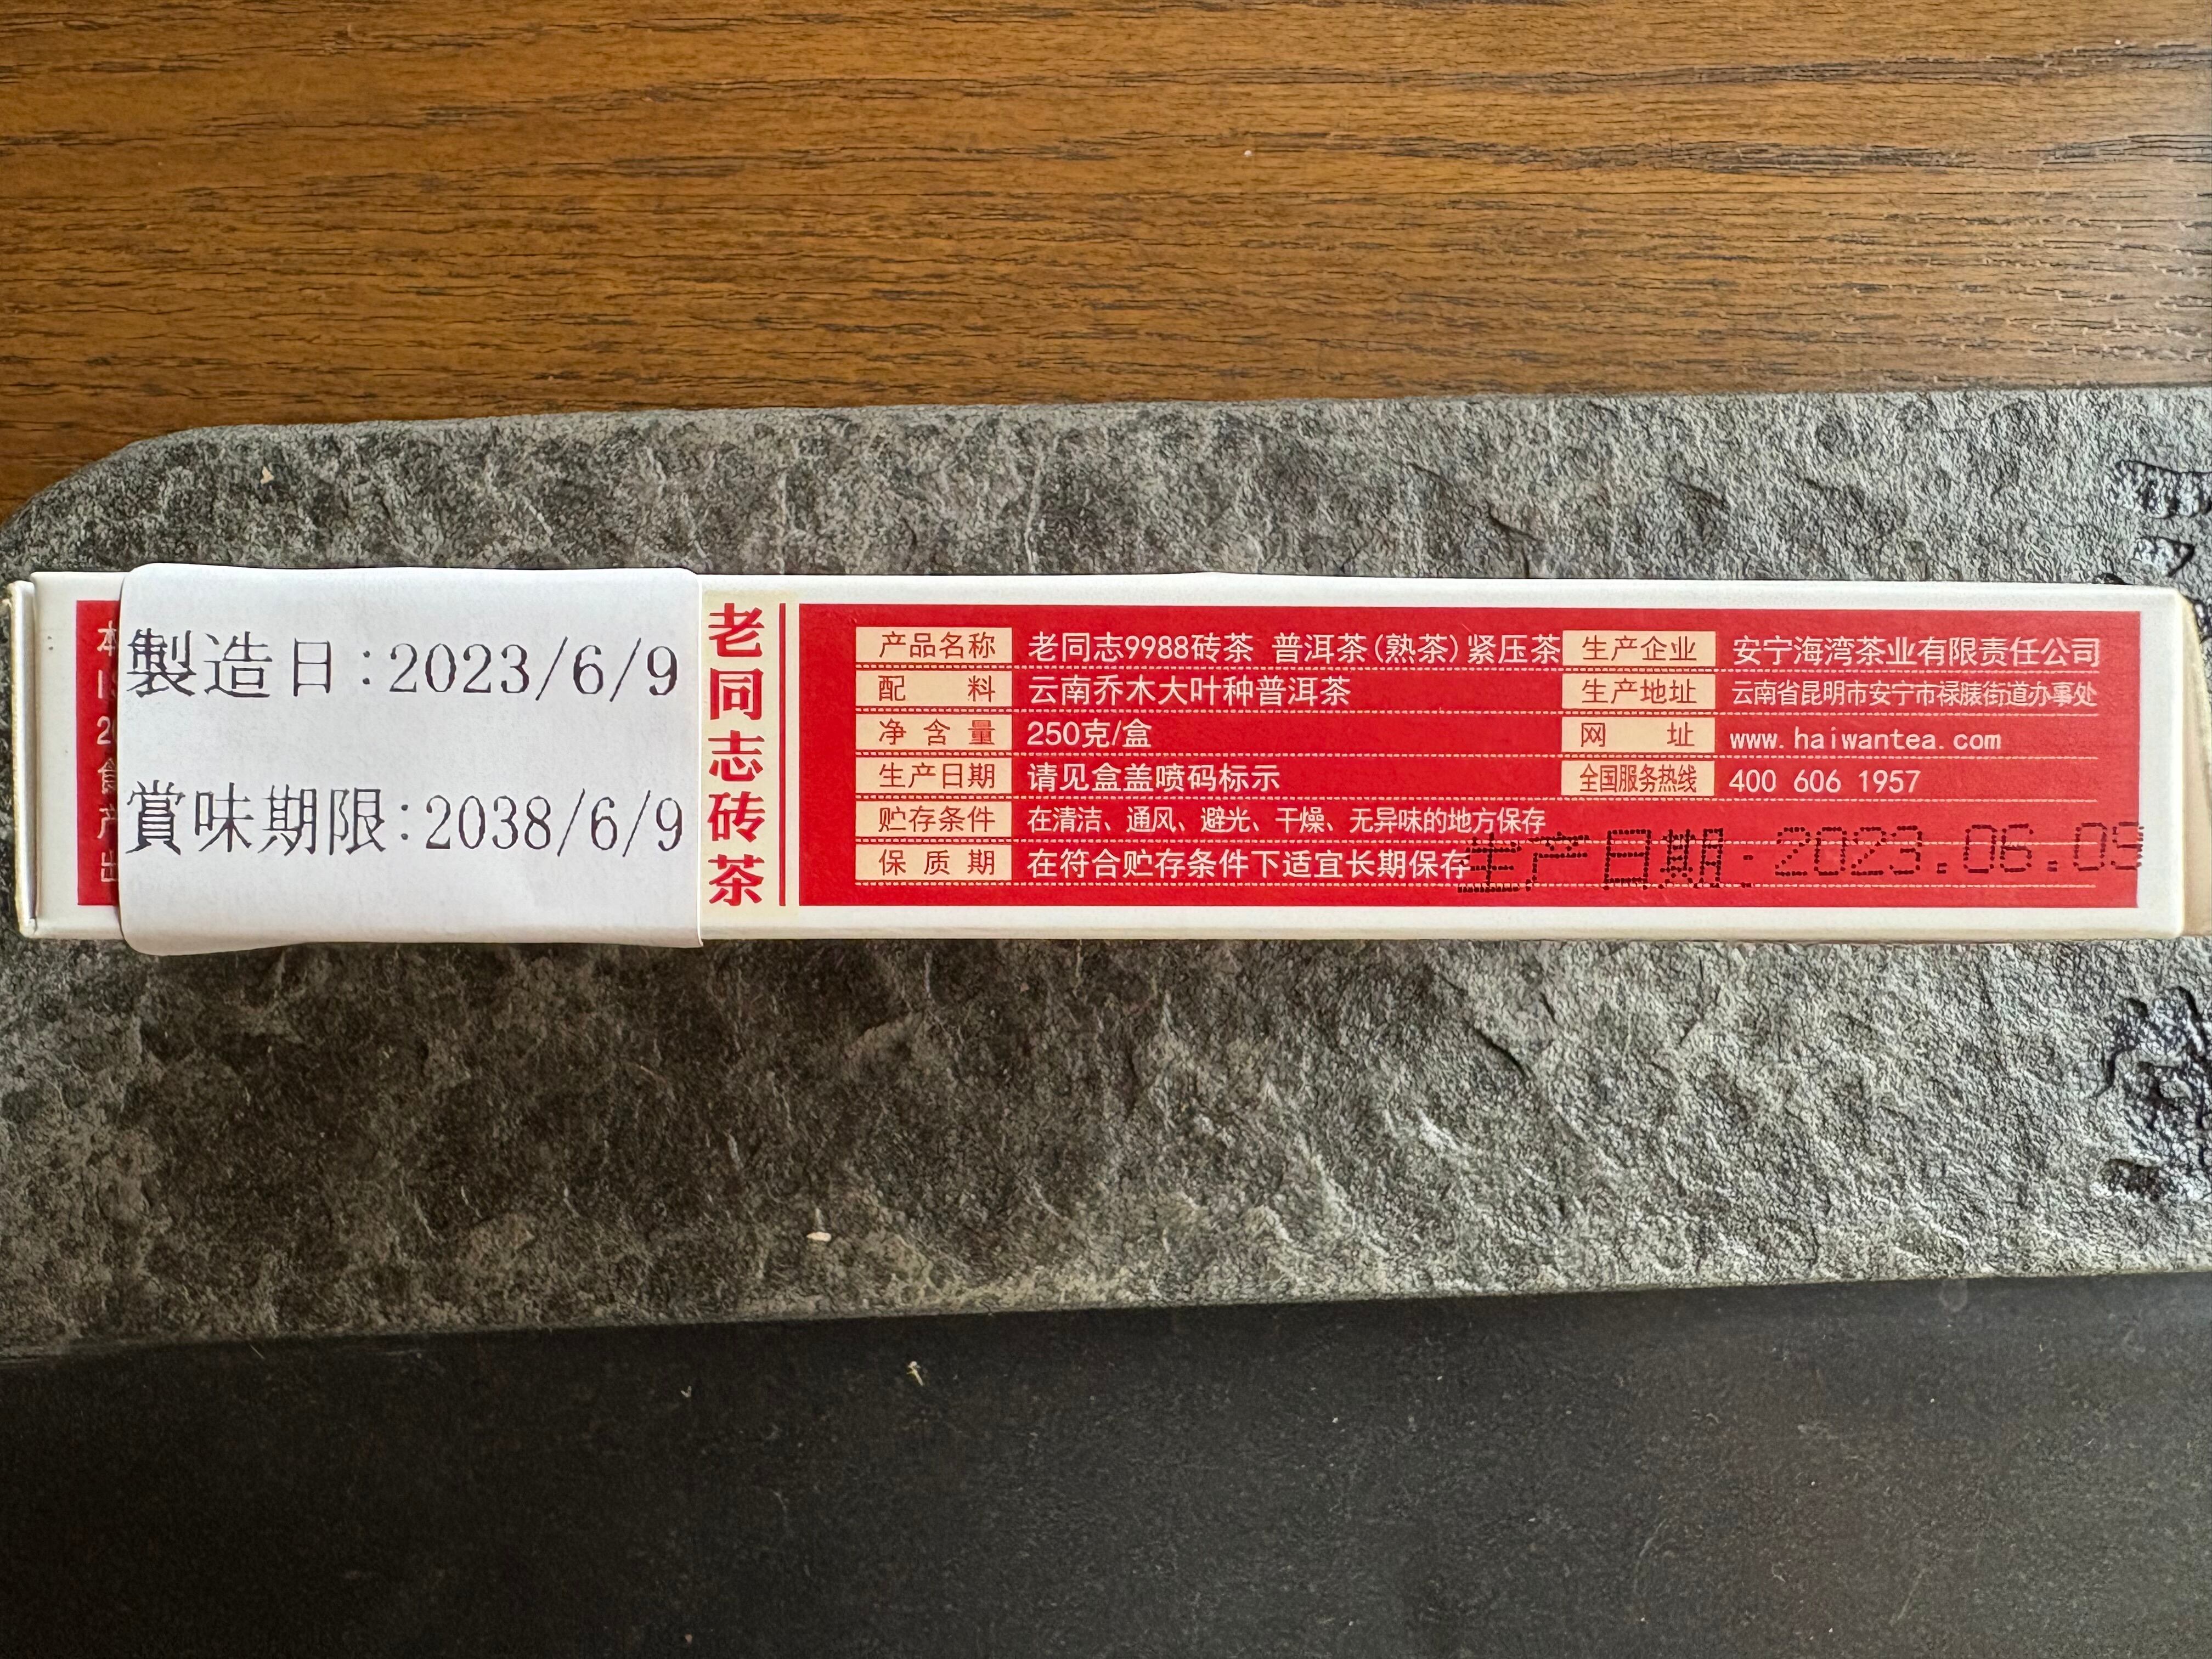 製造日:2023/6/9
賞味期限:2038/6/9
老同志砖茶
产品名称 老同志9988砖茶 普洱茶(熟茶)紧压茶
配料 云南乔木大叶种普洱茶
净含量 250克/盒
生产日期 请见盒盖喷码标示
贮存条件 在清洁、通风、避光、干燥、无异味的地方保存
保质期 在符合贮存条件下适宜长期保存
生产企业 安宁海湾茶业有限责任公司
生产地址 云南省昆明市安宁市禄脿街道办事处
网址 www.haiwantea.com
全国服务热线 400 606 1957
生产日期:2023.06.09